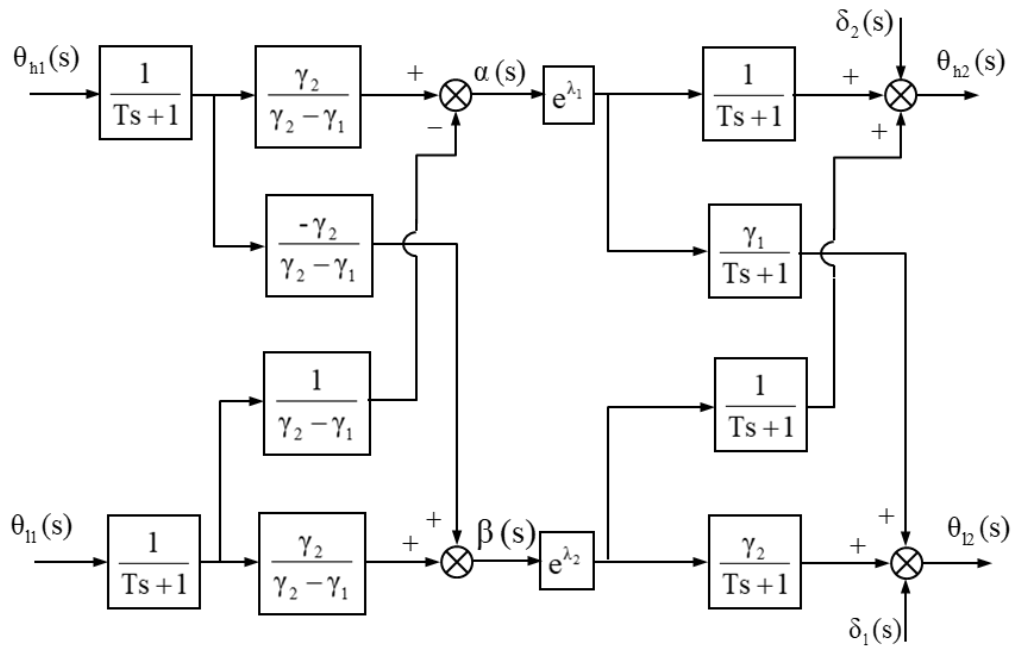 δ₂(s)
θₕ₁(s)
1
Ts+1
γ₂
γ₂−γ₁
+
−
α(s)
e^λ₁
1
Ts+1
+
+
θₕ₂(s)
-γ₂
γ₂−γ₁
γ₁
Ts+1
1
γ₂−γ₁
1
Ts+1
θₗ₁(s)
1
Ts+1
γ₂
γ₂−γ₁
+
+
β(s)
e^λ₂
γ₂
Ts+1
+
+
θₗ₂(s)
δ₁(s)